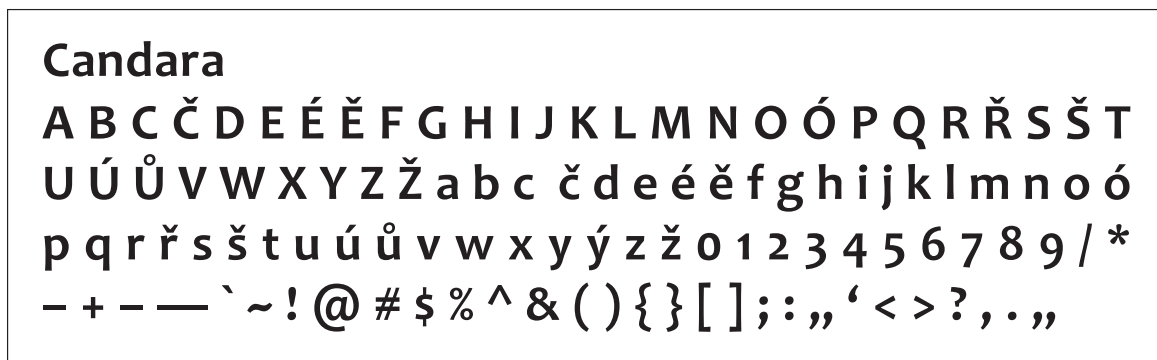 Candara
A B C Č D E É Ě F G H I J K L M N O Ó P Q R Ř S Š T
U Ú Ů V W X Y Z Ž a b c č d e é ě f g h i j k l m n o ó
p q r ř s š t u ú ů v w x y ý z ž 0 1 2 3 4 5 6 7 8 9 / *
– + – — ` ~ ! @ # $ % ^ & ( ) { } [ ] ; : „ ‘ < > ? , . „